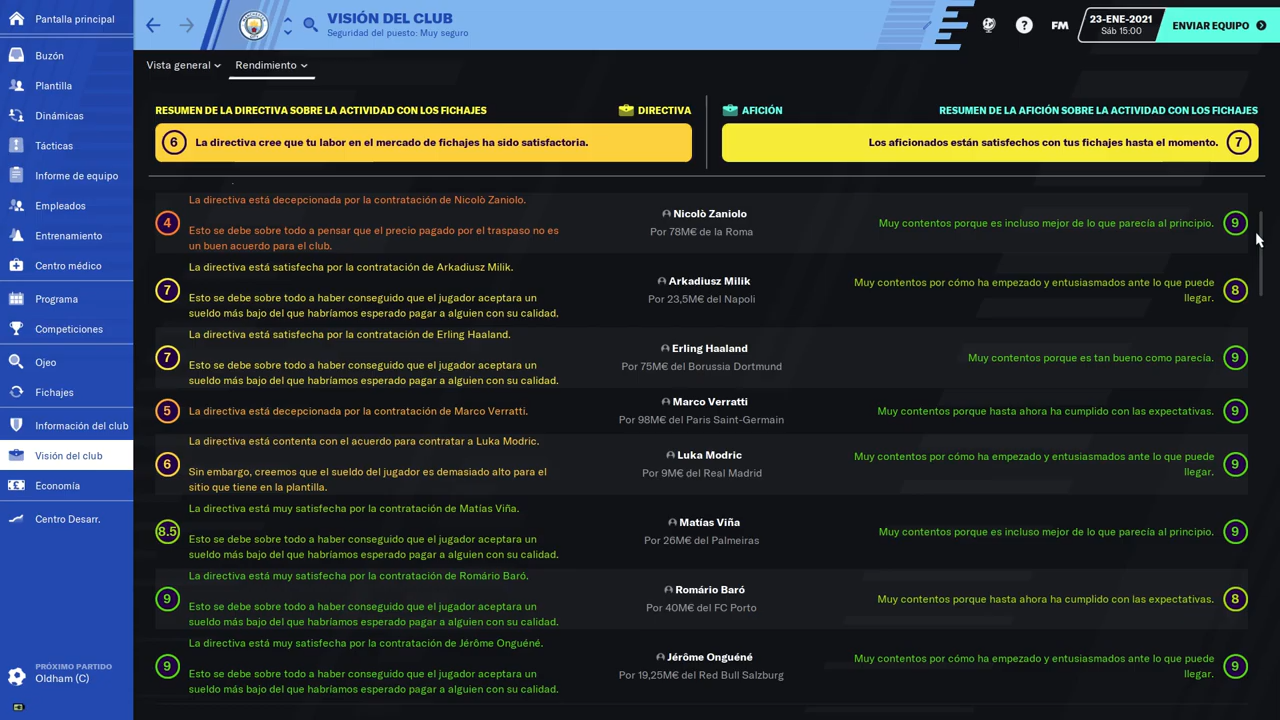 Pantalla principal
VISIÓN DEL CLUB
Seguridad del puesto: Muy seguro
FM
23-ENE-2021
Sáb 15:00
ENVIAR EQUIPO
Buzón
Plantilla
Dinámicas
Tácticas
Informe de equipo
Empleados
Entrenamiento
Centro médico
Programa
Competiciones
Ojeo
Fichajes
Información del club
Visión del club
Economía
Centro Desarr.
PRÓXIMO PARTIDO
Oldham (C)
Vista general
Rendimiento
RESUMEN DE LA DIRECTIVA SOBRE LA ACTIVIDAD CON LOS FICHAJES
DIRECTIVA
AFICIÓN
RESUMEN DE LA AFICIÓN SOBRE LA ACTIVIDAD CON LOS FICHAJES
6
La directiva cree que tu labor en el mercado de fichajes ha sido satisfactoria.
Los aficionados están satisfechos con tus fichajes hasta el momento.
7
4
La directiva está decepcionada por la contratación de Nicolò Zaniolo.
Esto se debe sobre todo a pensar que el precio pagado por el traspaso no es
un buen acuerdo para el club.
Nicolò Zaniolo
Por 78M€ de la Roma
Muy contentos porque es incluso mejor de lo que parecía al principio.
9
7
La directiva está satisfecha por la contratación de Arkadiusz Milik.
Esto se debe sobre todo a haber conseguido que el jugador aceptara un
sueldo más bajo del que habríamos esperado pagar a alguien con su calidad.
Arkadiusz Milik
Por 23,5M€ del Napoli
Muy contentos por cómo ha empezado y entusiasmados ante lo que puede
llegar.
8
7
La directiva está satisfecha por la contratación de Erling Haaland.
Esto se debe sobre todo a haber conseguido que el jugador aceptara un
sueldo más bajo del que habríamos esperado pagar a alguien con su calidad.
Erling Haaland
Por 75M€ del Borussia Dortmund
Muy contentos porque es tan bueno como parecía.
9
5
La directiva está decepcionada por la contratación de Marco Verratti.
Marco Verratti
Por 98M€ del Paris Saint-Germain
Muy contentos porque hasta ahora ha cumplido con las expectativas.
9
6
La directiva está contenta con el acuerdo para contratar a Luka Modric.
Sin embargo, creemos que el sueldo del jugador es demasiado alto para el
sitio que tiene en la plantilla.
Luka Modric
Por 9M€ del Real Madrid
Muy contentos por cómo ha empezado y entusiasmados ante lo que puede
llegar.
9
8.5
La directiva está muy satisfecha por la contratación de Matías Viña.
Esto se debe sobre todo a haber conseguido que el jugador aceptara un
sueldo más bajo del que habríamos esperado pagar a alguien con su calidad.
Matías Viña
Por 26M€ del Palmeiras
Muy contentos porque es incluso mejor de lo que parecía al principio.
9
9
La directiva está muy satisfecha por la contratación de Romário Baró.
Esto se debe sobre todo a haber conseguido que el jugador aceptara un
sueldo más bajo del que habríamos esperado pagar a alguien con su calidad.
Romário Baró
Por 40M€ del FC Porto
Muy contentos porque hasta ahora ha cumplido con las expectativas.
8
9
La directiva está muy satisfecha por la contratación de Jérôme Onguéné.
Esto se debe sobre todo a haber conseguido que el jugador aceptara un
sueldo más bajo del que habríamos esperado pagar a alguien con su calidad.
Jérôme Onguéné
Por 19,25M€ del Red Bull Salzburg
Muy contentos por cómo ha empezado y entusiasmados ante lo que puede
llegar.
9